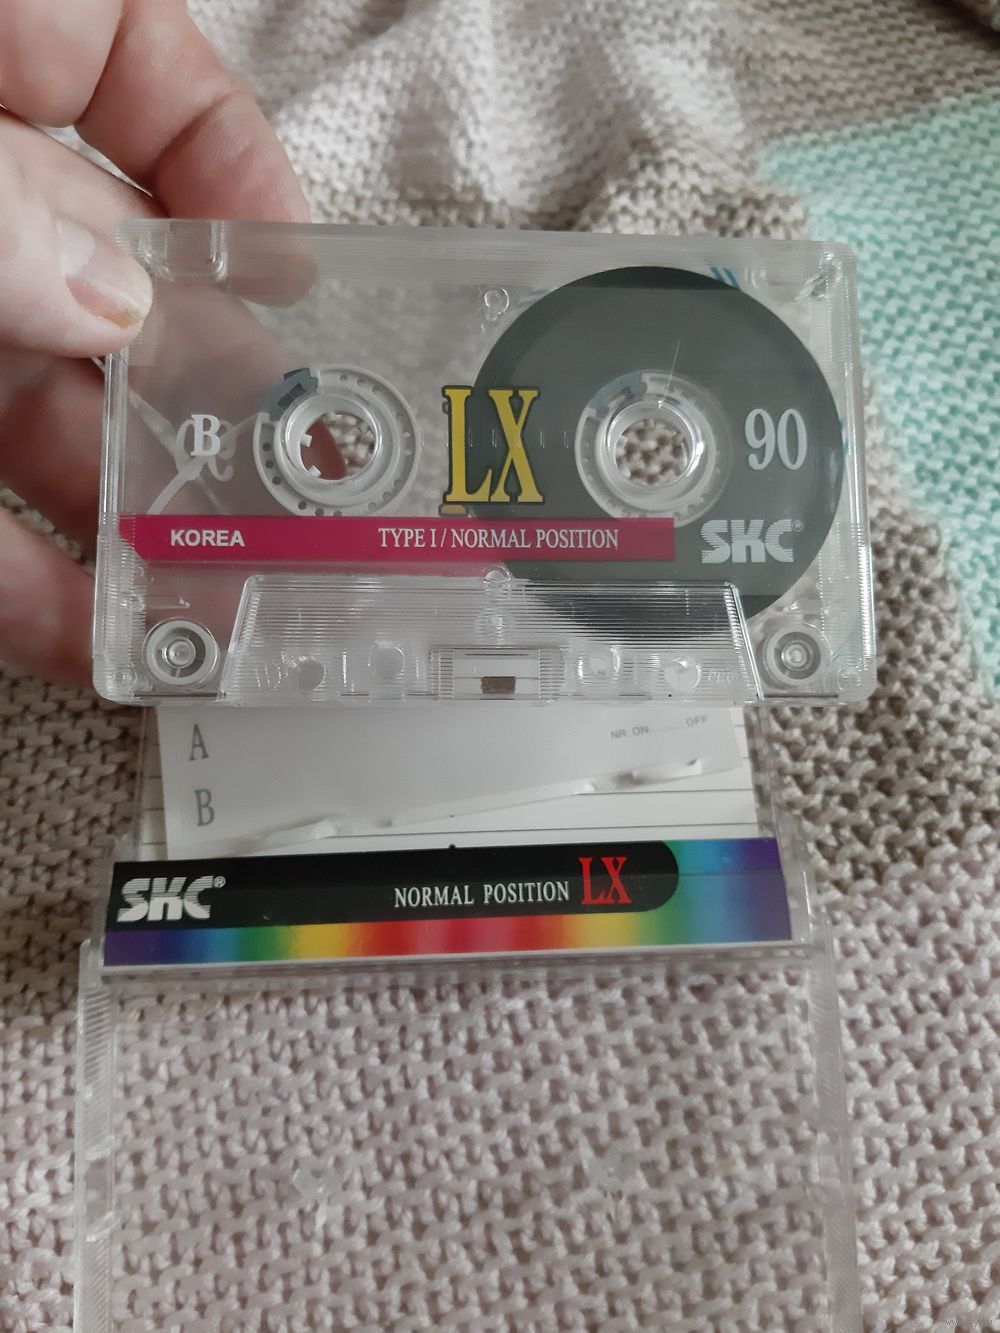 B
LX
90
KOREA
TYPE I / NORMAL POSITION
SKC®
A
NR ON ........ OFF
B
SKC®
NORMAL POSITION LX